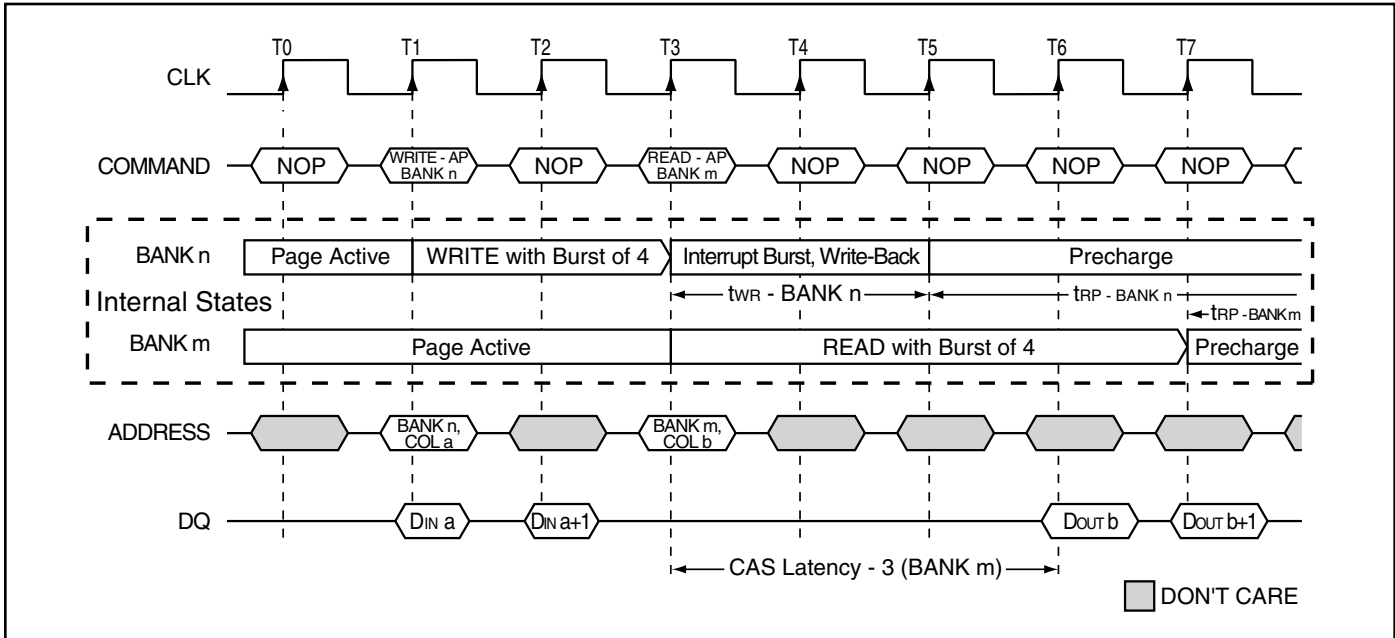 T0 T1 T2 T3 T4 T5 T6 T7
CLK
COMMAND NOP WRITE - AP BANK n NOP READ - AP BANK m NOP NOP NOP NOP
BANK n Page Active WRITE with Burst of 4 Interrupt Burst, Write-Back Precharge
Internal States tWR - BANK n tRP - BANK n
tRP - BANK m
BANK m Page Active READ with Burst of 4 Precharge
ADDRESS BANK n, COL a BANK m, COL b
DQ DIN a DIN a+1 DOUT b DOUT b+1
CAS Latency - 3 (BANK m)
DON'T CARE